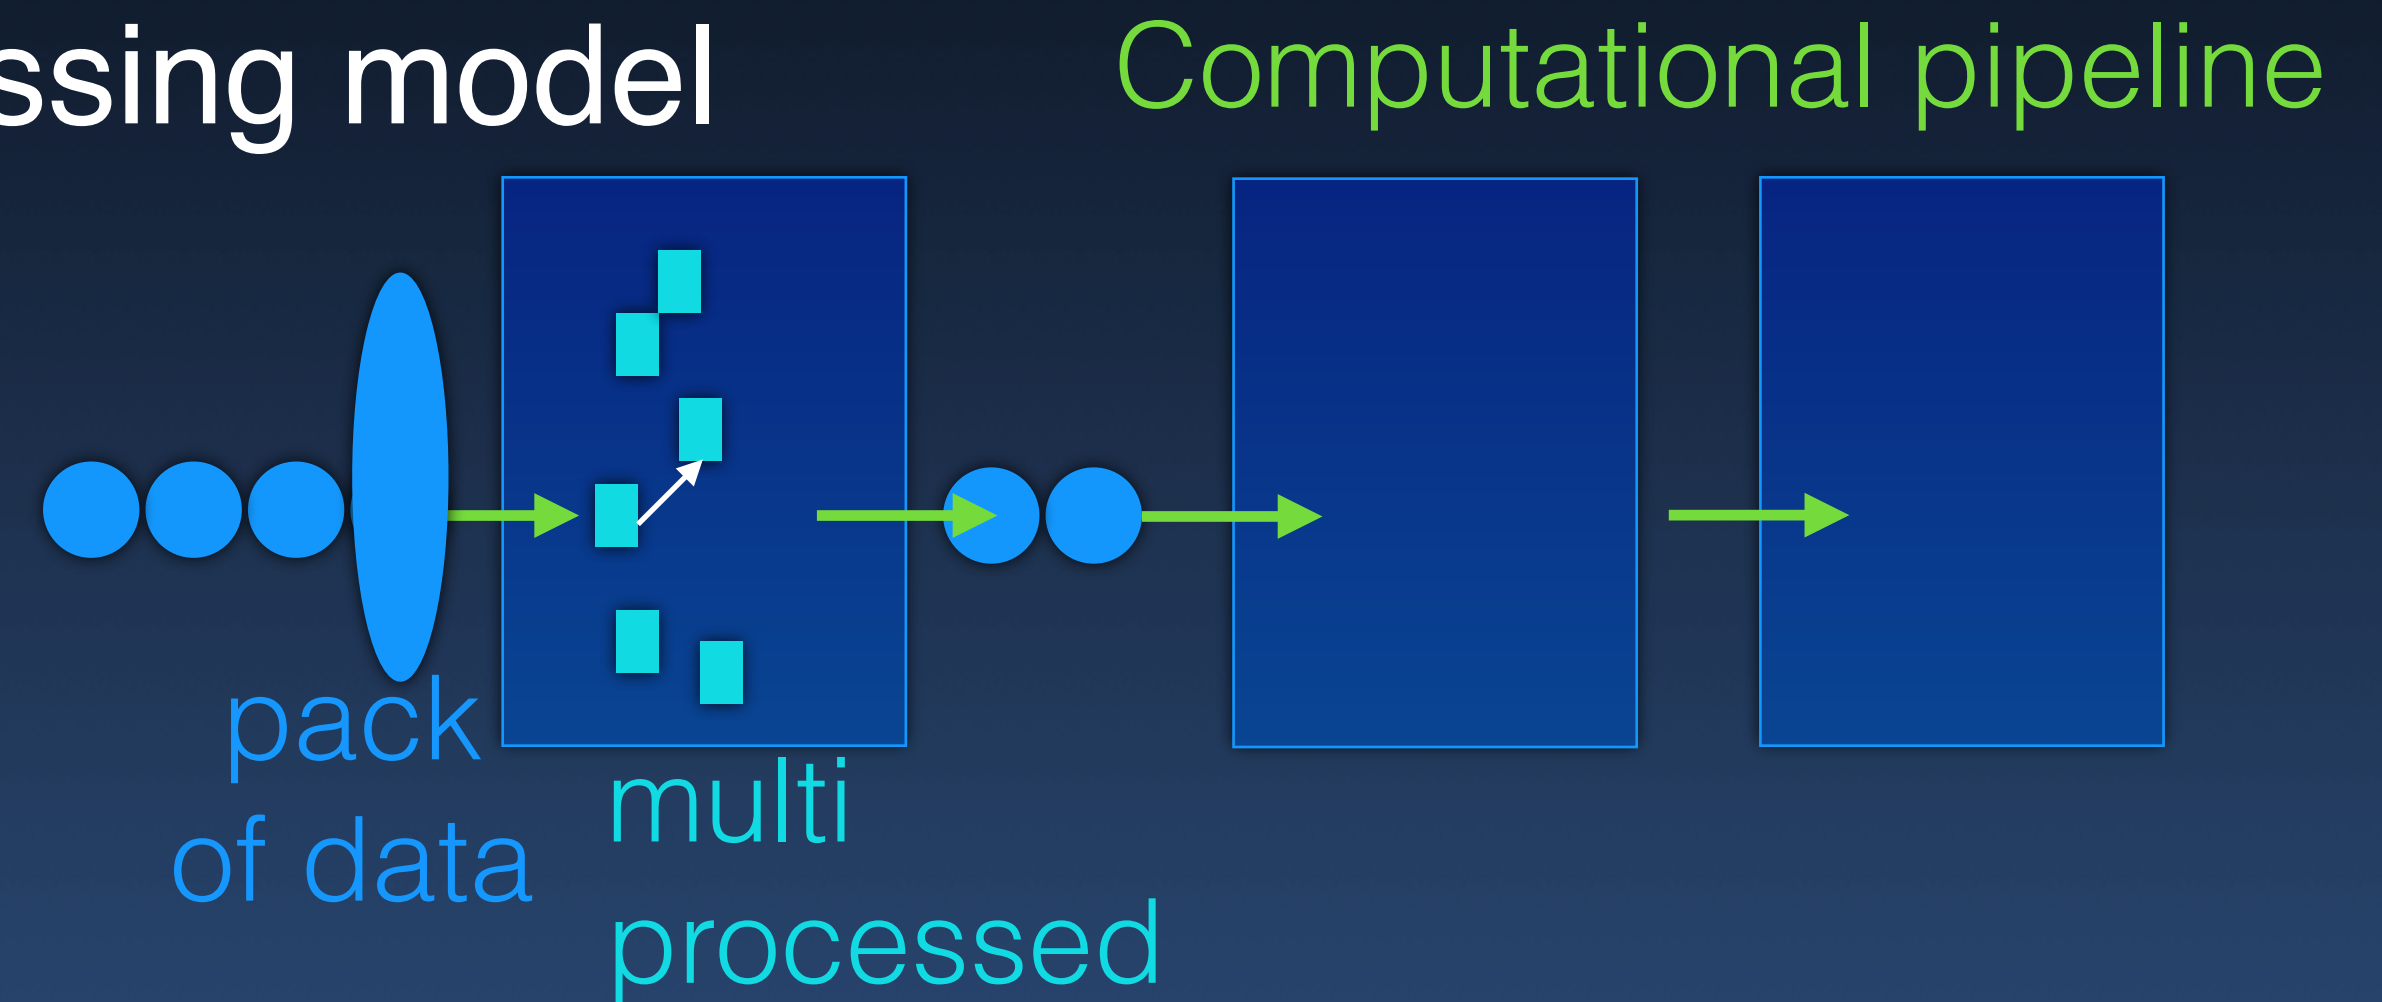 ssing model
Computational pipeline
pack
of data
multi
processed